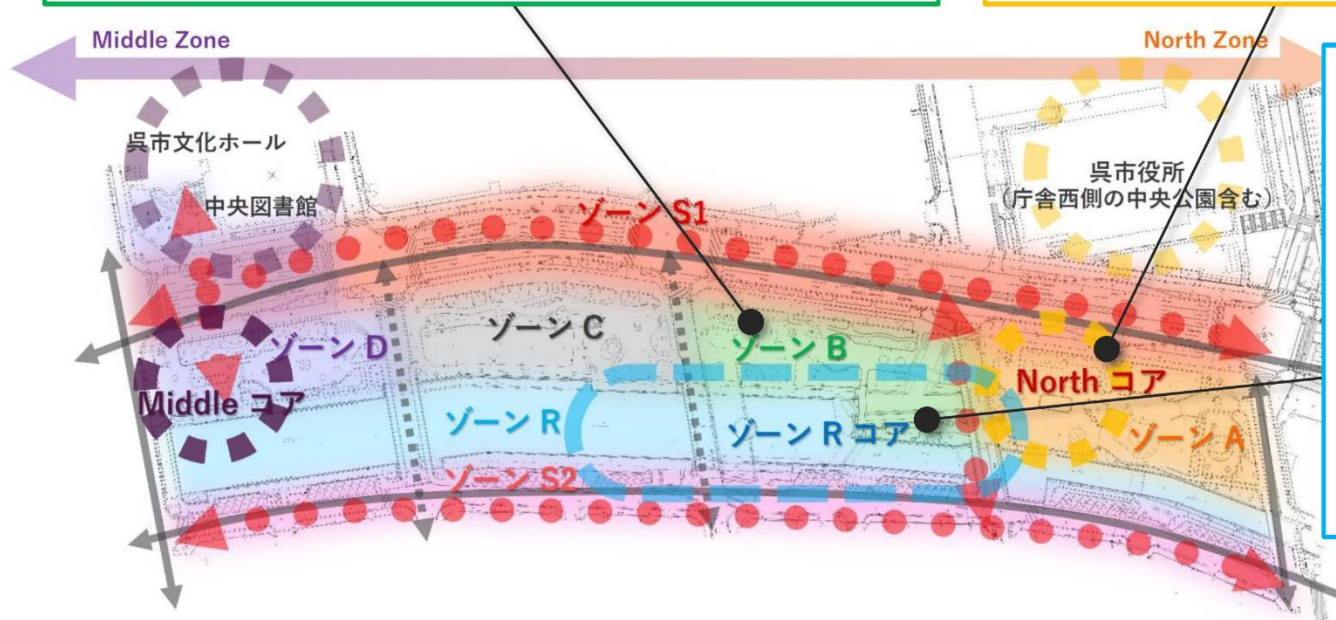 Middle Zone
North Zone
呉市文化ホール
中央図書館
呉市役所
(庁舎西側の中央公園含む)
ゾーン S1
ゾーン D
ゾーン C
ゾーン B
North コア
Middle コア
ゾーン R
ゾーン R コア
ゾーン A
ゾーン S2